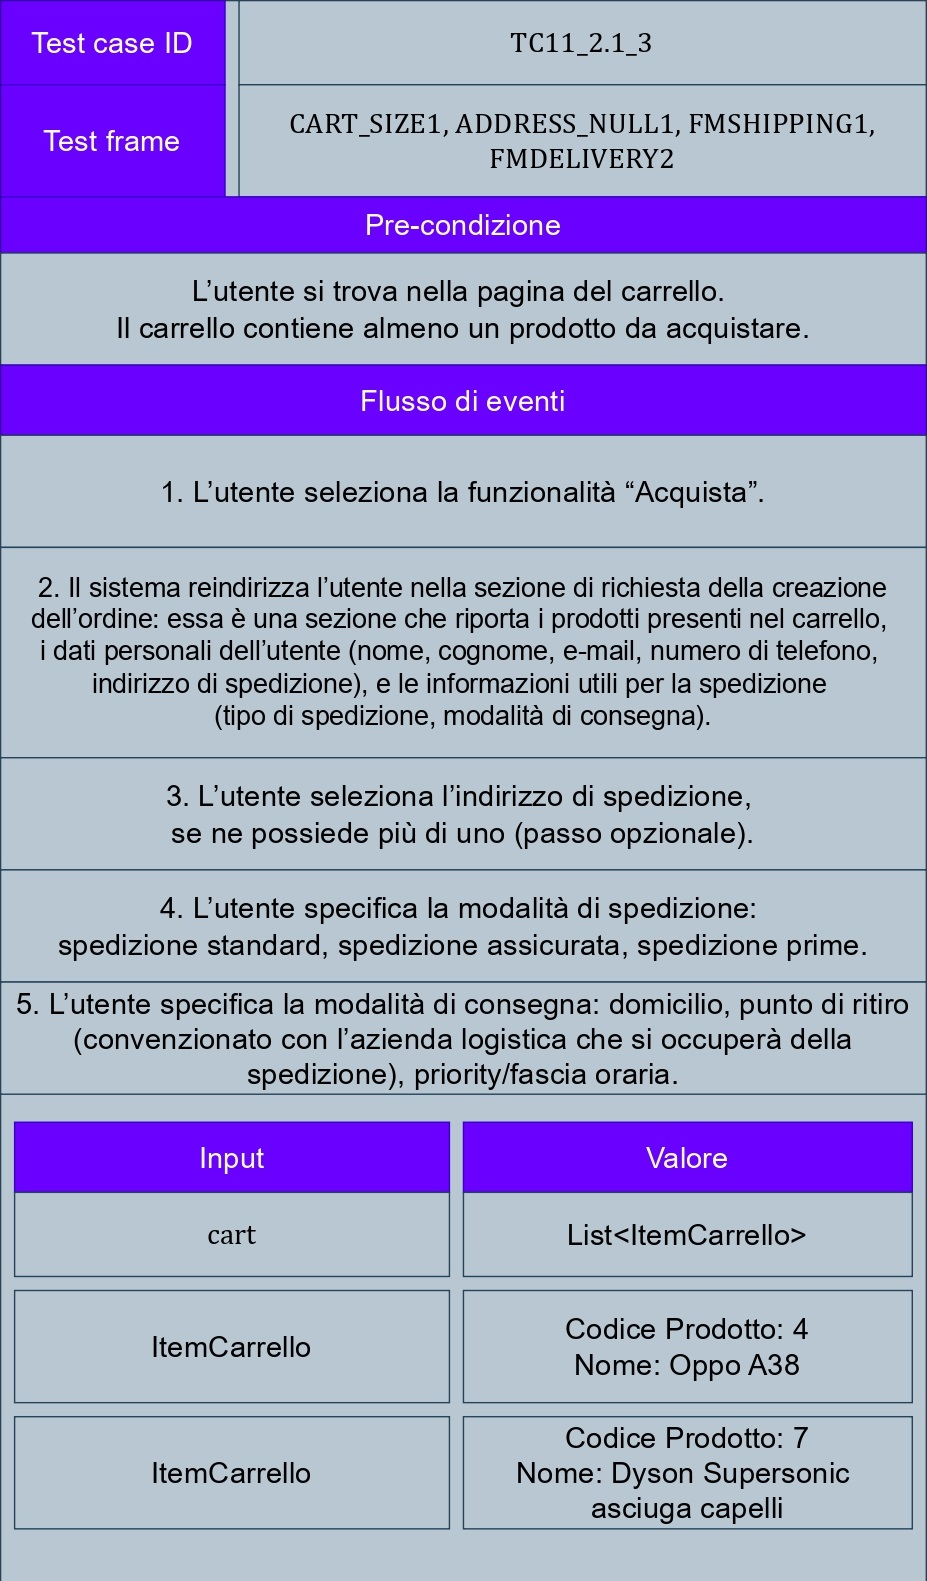 Test case ID
TC11_2.1_3
Test frame
CART_SIZE1, ADDRESS_NULL1, FMSHIPPING1,
FMDELIVERY2
Pre-condizione
L’utente si trova nella pagina del carrello.
Il carrello contiene almeno un prodotto da acquistare.
Flusso di eventi
1. L’utente seleziona la funzionalità “Acquista”.
2. Il sistema reindirizza l’utente nella sezione di richiesta della creazione
dell’ordine: essa è una sezione che riporta i prodotti presenti nel carrello,
i dati personali dell’utente (nome, cognome, e-mail, numero di telefono,
indirizzo di spedizione), e le informazioni utili per la spedizione
(tipo di spedizione, modalità di consegna).
3. L’utente seleziona l’indirizzo di spedizione,
se ne possiede più di uno (passo opzionale).
4. L’utente specifica la modalità di spedizione:
spedizione standard, spedizione assicurata, spedizione prime.
5. L’utente specifica la modalità di consegna: domicilio, punto di ritiro
(convenzionato con l’azienda logistica che si occuperà della
spedizione), priority/fascia oraria.
Input
Valore
cart
List<ItemCarrello>
ItemCarrello
Codice Prodotto: 4
Nome: Oppo A38
ItemCarrello
Codice Prodotto: 7
Nome: Dyson Supersonic
asciuga capelli